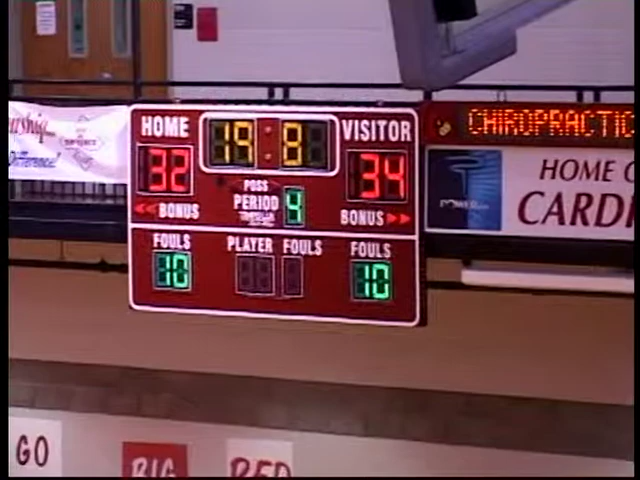 HOME
19:8
VISITOR
32
POSS
34
PERIOD
4
BONUS
BONUS
FOULS
PLAYER FOULS
FOULS
10
10
CHIROPRACTIC
HOME
CARDI
Difference!
GO
BIG
RED